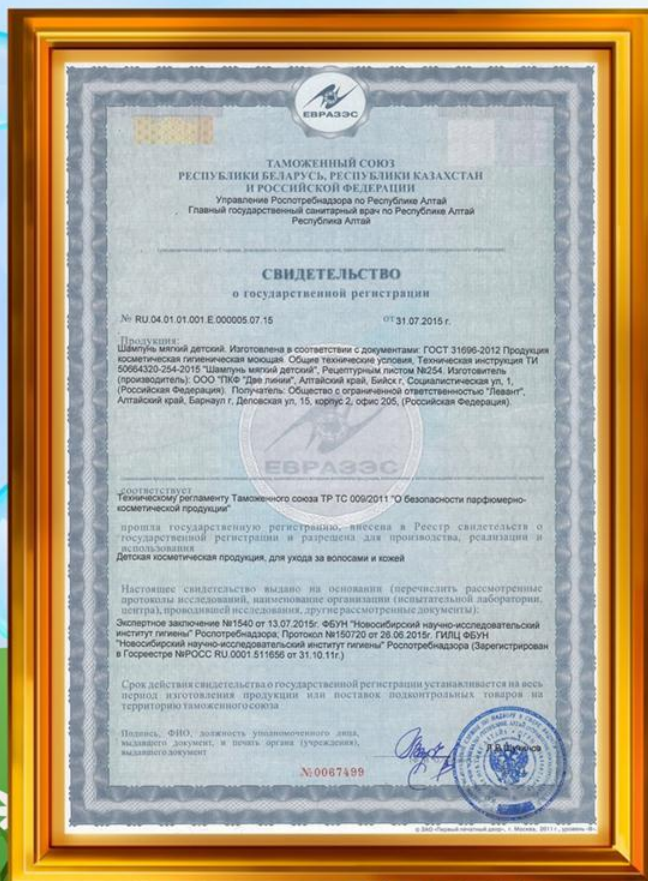 ЕВРАЗЭС
ТАМОЖЕННЫЙ СОЮЗ
РЕСПУБЛИКИ БЕЛАРУСЬ, РЕСПУБЛИКИ КАЗАХСТАН
И РОССИЙСКОЙ ФЕДЕРАЦИИ
Управление Роспотребнадзора по Республике Алтай
Главный государственный санитарный врач по Республике Алтай
Республика Алтай
СВИДЕТЕЛЬСТВО
о государственной регистрации
№ RU.04.01.01.001.Е.000005.07.15 от 31.07.2015 г.
Продукция:
Шампунь мягкий детский. Изготовлена в соответствии с документами: ГОСТ 31696-2012 Продукция
косметическая гигиеническая моющая. Общие технические условия, Техническая инструкция ТИ
50664320-254-2015 "Шампунь мягкий детский", Рецептурным листом №254. Изготовитель
(производитель): ООО "ПКФ "Две линии", Алтайский край, Бийск г, Социалистическая ул, 1,
(Российская Федерация). Получатель: Общество с ограниченной ответственностью "Левант",
Алтайский край, Барнаул г, Деловская ул, 15, корпус 2, офис 205, (Российская Федерация).
ЕВРАЗЭС
соответствует
Техническому регламенту Таможенного союза ТР ТС 009/2011 "О безопасности парфюмерно-
косметической продукции"
прошла государственную регистрацию, внесена в Реестр свидетельств о
государственной регистрации и разрешена для производства, реализации и
использования
Детская косметическая продукция, для ухода за волосами и кожей
Настоящее свидетельство выдано на основании (перечислить рассмотренные
протоколы исследований, наименование организации (испытательной лаборатории,
центра), проводившей исследования, другие рассмотренные документы):
Экспертное заключение №1540 от 13.07.2015г. ФБУН "Новосибирский научно-исследовательский
институт гигиены" Роспотребнадзора; Протокол №150720 от 26.06.2015г. ГИЛЦ ФБУН
"Новосибирский научно-исследовательский институт гигиены" Роспотребнадзора (Зарегистрирован
в Госреестре №РОСС RU.0001.511656 от 31.10.11г.)
Срок действия свидетельства о государственной регистрации устанавливается на весь
период изготовления продукции или поставок подконтрольных товаров на
территорию таможенного союза
Подпись, ФИО, должность уполномоченного лица,
выдавшего документ, и печать органа (учреждения),
выдавшего документ
Л.В.Щучинов
№0067499
© ЗАО «Первый печатный двор», г. Москва, 2011 г., уровень «В»